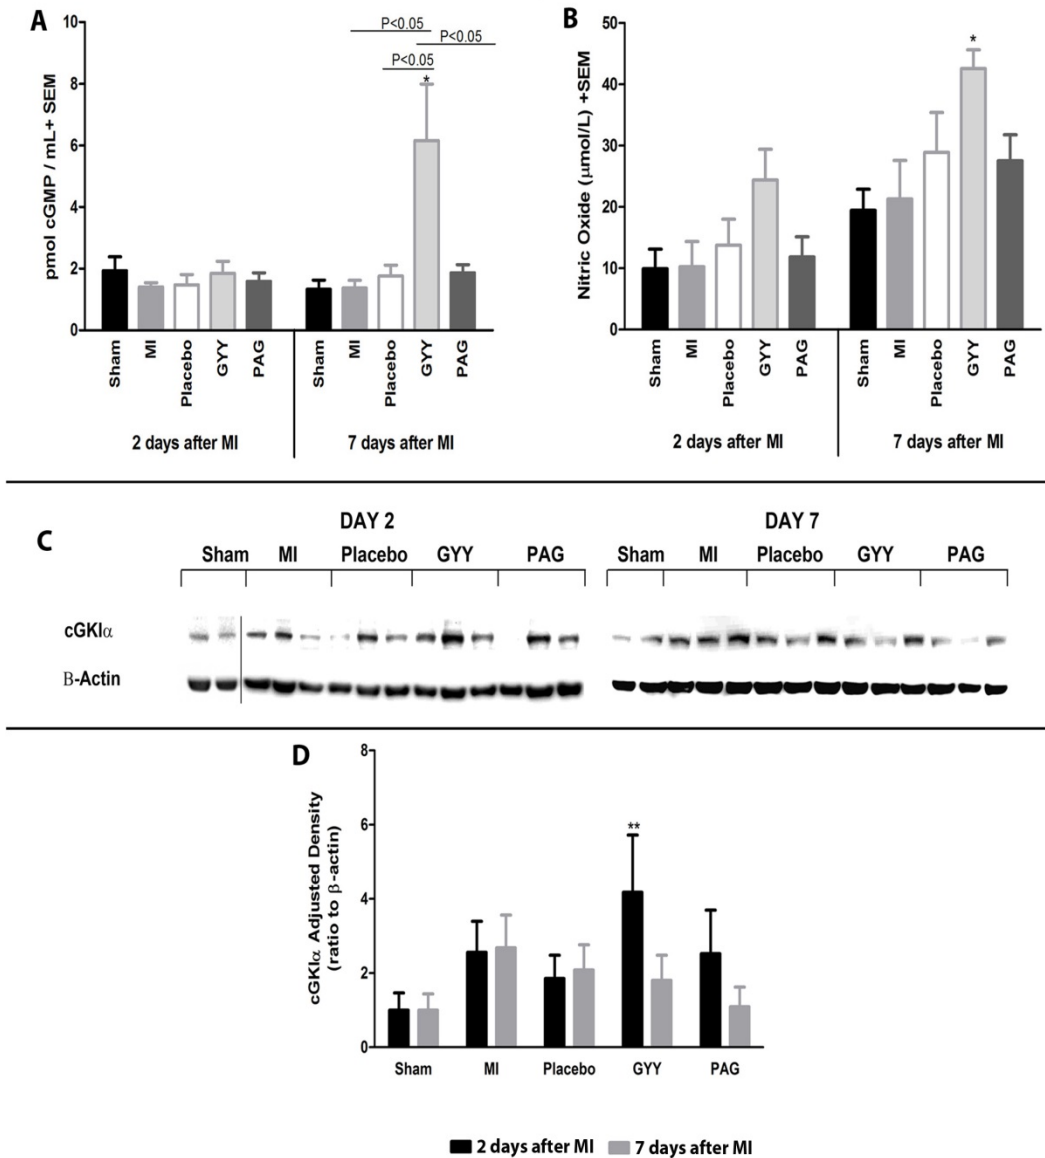 A
pmol cGMP / mL+ SEM
10
8
6
4
2
0
P<0.05
P<0.05
P<0.05
*
Sham
MI
Placebo
GYY
PAG
Sham
MI
Placebo
GYY
PAG
2 days after MI
7 days after MI
B
Nitric Oxide (μmol/L) +SEM
50
40
30
20
10
0
*
Sham
MI
Placebo
GYY
PAG
Sham
MI
Placebo
GYY
PAG
2 days after MI
7 days after MI
C
DAY 2
DAY 7
Sham MI Placebo GYY PAG
Sham MI Placebo GYY PAG
cGKIα
Β-Actin
D
cGKIα Adjusted Density
(ratio to β-actin)
8
6
4
2
0
**
Sham MI Placebo GYY PAG
2 days after MI 7 days after MI